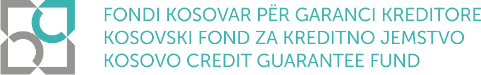 FONDI KOSOVAR PËR GARANCI KREDITORE
KOSOVSKI FOND ZA KREDITNO JEMSTVO
KOSOVO CREDIT GUARANTEE FUND